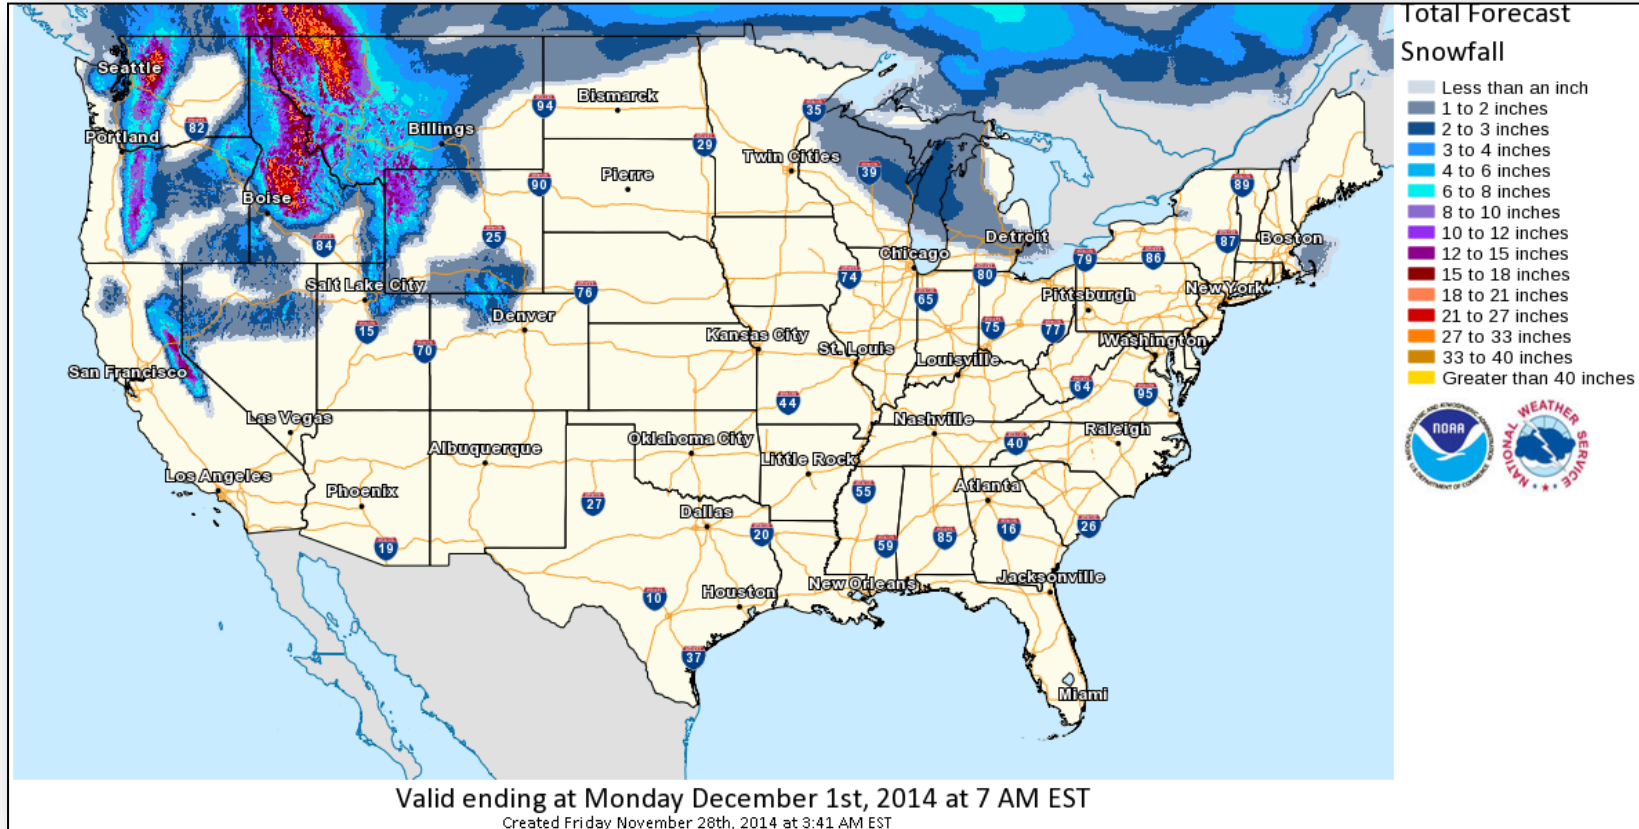 Total Forecast
Snowfall
Less than an inch
1 to 2 inches
2 to 3 inches
3 to 4 inches
4 to 6 inches
6 to 8 inches
8 to 10 inches
10 to 12 inches
12 to 15 inches
15 to 18 inches
18 to 21 inches
21 to 27 inches
27 to 33 inches
33 to 40 inches
Greater than 40 inches
NOAA
NATIONAL WEATHER SERVICE
Seattle
94
Bismarck
35
82
Portland
Billings
29
Twin Cities
39
90
Pierre
89
Boise
84
25
87
Boston
Detroit
Chicago
79
86
74
80
Salt Lake City
76
65
Pittsburgh
New York
Denver
15
75
77
Kansas City
Washington
70
St. Louis
Louisville
San Francisco
64
95
44
Las Vegas
Nashville
Raleigh
Albuquerque
Oklahoma City
40
Little Rock
Los Angeles
Phoenix
55
Atlanta
27
Dallas
20
16
26
19
59
85
New Orleans
Jacksonville
10
Houston
37
Miami
Valid ending at Monday December 1st, 2014 at 7 AM EST
Created Friday November 28th, 2014 at 3:41 AM EST